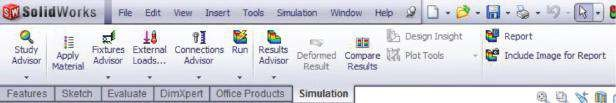 SolidWorks File Edit View Insert Tools Simulation Window Help
Study Advisor
Apply Material
Fixtures Advisor
External Loads...
Connections Advisor
Run
Results Advisor
Deformed Result
Compare Results
Design Insight
Plot Tools
Report
Include Image for Report
Features Sketch Evaluate DimXpert Office Products Simulation